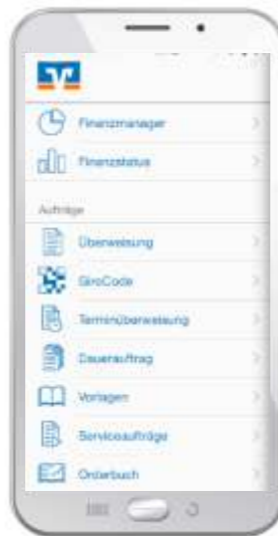 Finanzmanager
Finanzstatus
Aufträge
Überweisung
GiroCode
Terminüberweisung
Dauerauftrag
Vorlagen
Serviceaufträge
Orderbuch